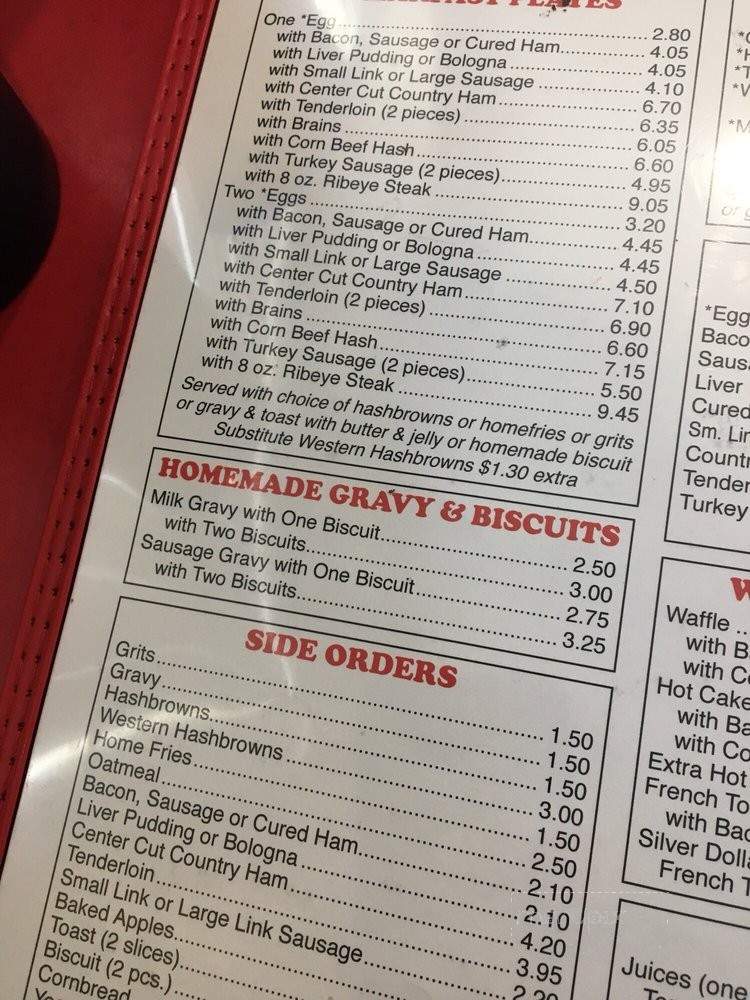 PLATES
One *Egg 2.80
with Bacon, Sausage or Cured Ham 4.05
with Liver Pudding or Bologna 4.05
with Small Link or Large Sausage 4.10
with Center Cut Country Ham 6.70
with Tenderloin (2 pieces) 6.35
with Brains 6.05
with Corn Beef Hash 6.60
with Turkey Sausage (2 pieces) 4.95
with 8 oz. Ribeye Steak 9.05
Two *Eggs 3.20
with Bacon, Sausage or Cured Ham 4.45
with Liver Pudding or Bologna 4.45
with Small Link or Large Sausage 4.50
with Center Cut Country Ham 7.10
with Tenderloin (2 pieces) 6.90
with Brains 6.60
with Corn Beef Hash 7.15
with Turkey Sausage (2 pieces) 5.50
with 8 oz. Ribeye Steak 9.45
Served with choice of hashbrowns or homefries or grits
or gravy & toast with butter & jelly or homemade biscuit
Substitute Western Hashbrowns $1.30 extra
HOMEMADE GRAVY & BISCUITS
Milk Gravy with One Biscuit 2.50
with Two Biscuits 3.00
Sausage Gravy with One Biscuit 2.75
with Two Biscuits 3.25
SIDE ORDERS
Grits 1.50
Gravy 1.50
Hashbrowns 1.50
Western Hashbrowns 3.00
Home Fries 1.50
Oatmeal 2.50
Bacon, Sausage or Cured Ham 2.10
Liver Pudding or Bologna 2.10
Center Cut Country Ham 4.20
Tenderloin 3.95
Small Link or Large Link Sausage 2.20
Baked Apples
Toast (2 slices)
Biscuit (2 pcs.)
Cornbread
*Egg
Baco
Saus
Liver
Cured
Sm. Lin
Countr
Tender
Turkey
W
Waffle
with B
with Co
Hot Cake
with Ba
with Co
Extra Hot
French To
with Bac
Silver Dolla
French T
Juices (one